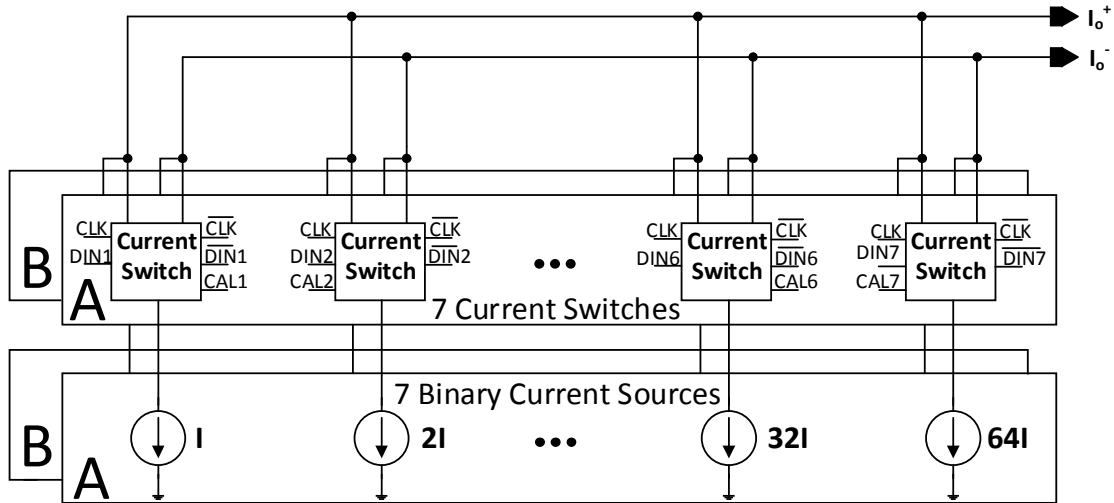 Io+
Io-
B
A
CLK
DIN1
Current Switch
CLK
DIN1
CAL1
CLK
DIN2
CAL2
Current Switch
CLK
DIN2
•••
CLK
DIN6
Current Switch
CLK
DIN6
CAL6
CLK
DIN7
CAL7
Current Switch
CLK
DIN7
7 Current Switches
7 Binary Current Sources
B
A
I
2I
•••
32I
64I